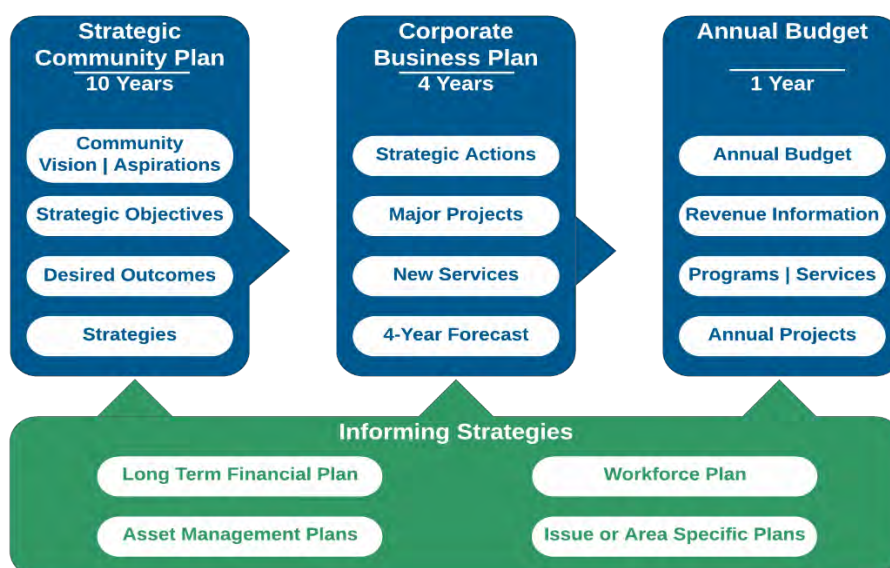 Strategic
Community Plan
10 Years
Community
Vision | Aspirations
Strategic Objectives
Desired Outcomes
Strategies
Corporate
Business Plan
4 Years
Strategic Actions
Major Projects
New Services
4-Year Forecast
Annual Budget
1 Year
Annual Budget
Revenue Information
Programs | Services
Annual Projects
Informing Strategies
Long Term Financial Plan
Workforce Plan
Asset Management Plans
Issue or Area Specific Plans